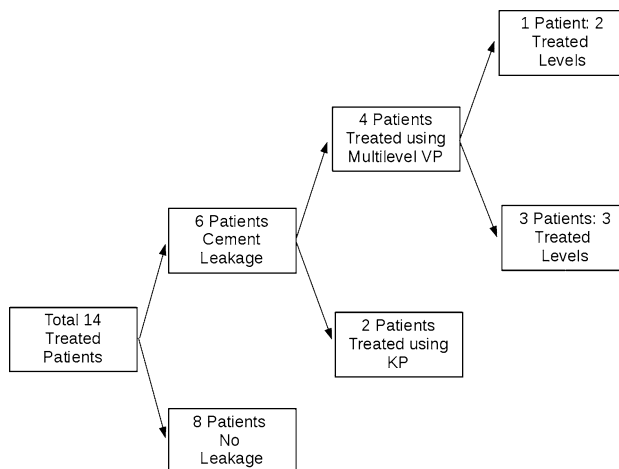 1 Patient: 2
Treated
Levels
4 Patients
Treated using
Multilevel VP
3 Patients: 3
Treated
Levels
6 Patients
Cement
Leakage
Total 14
Treated
Patients
2 Patients
Treated using
KP
8 Patients
No
Leakage